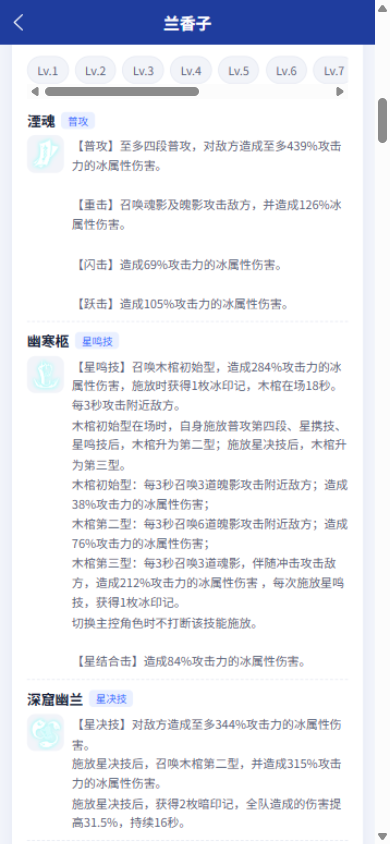 兰香子
Lv.1 Lv.2 Lv.3 Lv.4 Lv.5 Lv.6 Lv.7
湮魂 普攻
【普攻】至多四段普攻，对敌方造成至多439%攻击
力的冰属性伤害。
【重击】召唤魂影及魄影攻击敌方，并造成126%冰
属性伤害。
【闪击】造成69%攻击力的冰属性伤害。
【跃击】造成105%攻击力的冰属性伤害。
幽寒柩 星鸣技
【星鸣技】召唤木棺初始型，造成284%攻击力的冰
属性伤害，施放时获得1枚冰印记，木棺在场18秒。
每3秒攻击附近敌方。
木棺初始型在场时，自身施放普攻第四段、星携技、
星鸣技后，木棺升为第二型；施放星决技后，木棺升
为第三型。
木棺初始型：每3秒召唤3道魄影攻击附近敌方；造成
38%攻击力的冰属性伤害；
木棺第二型：每3秒召唤6道魄影攻击附近敌方；造成
76%攻击力的冰属性伤害；
木棺第三型：每3秒召唤3道魂影，伴随冲击攻击敌
方，造成212%攻击力的冰属性伤害 ，每次施放星鸣
技，获得1枚冰印记。
切换主控角色时不打断该技能施放。
【星结合击】造成84%攻击力的冰属性伤害。
深窟幽兰 星决技
【星决技】对敌方造成至多344%攻击力的冰属性伤
害。
施放星决技后，召唤木棺第二型，并造成315%攻击
力的冰属性伤害。
施放星决技后，获得2枚暗印记，全队造成的伤害提
高31.5%，持续16秒。